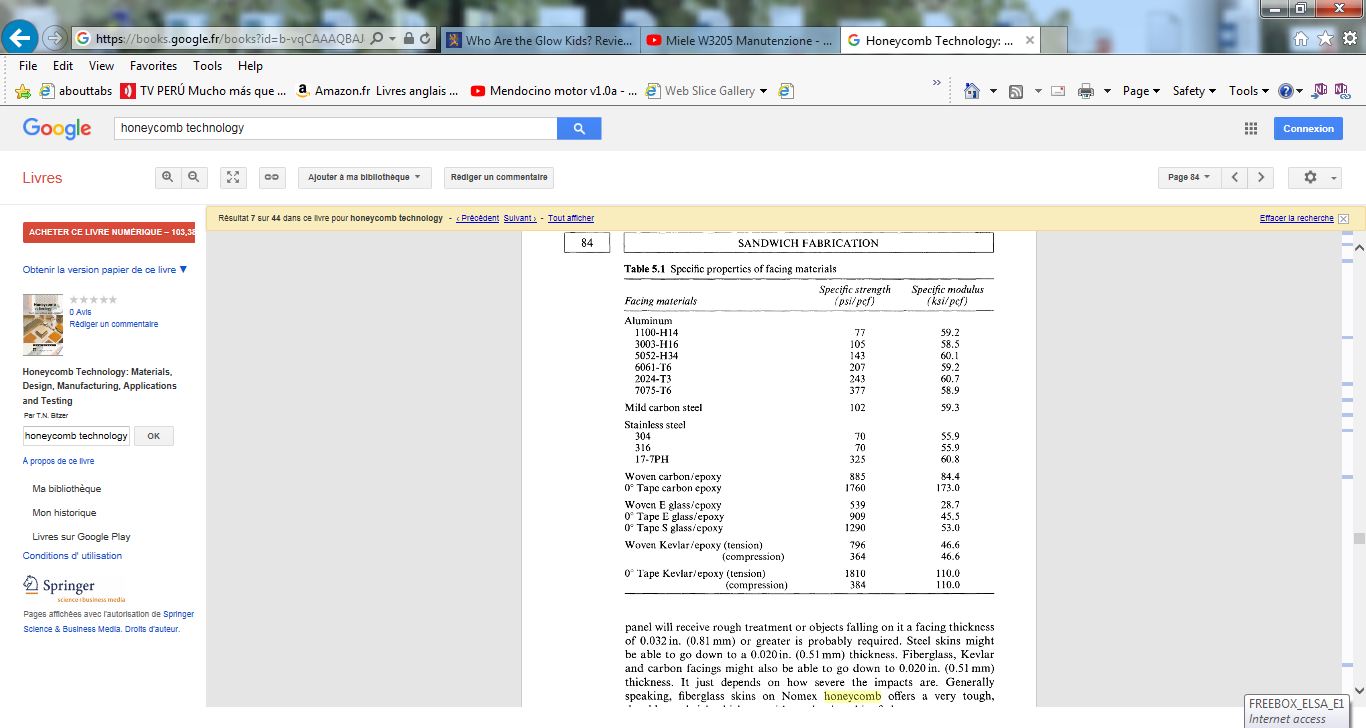 https://books.google.fr/books?id=b-vqCAAAQBAJ
Who Are the Glow Kids? Revie...
Miele W3205 Manutenzione - ...
Honeycomb Technology: ...
File Edit View Favorites Tools Help
abouttabs TV PERÚ Mucho más que ... Amazon.fr Livres anglais ... Mendocino motor v1.0a - ... Web Slice Gallery » Page Safety Tools
Google honeycomb technology Connexion
Livres Ajouter à ma bibliothèque Rédiger un commentaire Page 84
Résultat 7 sur 44 dans ce livre pour honeycomb technology - ‹ Précédent Suivant › - Tout afficher Effacer la recherche
ACHETER CE LIVRE NUMÉRIQUE – 103,38
Obtenir la version papier de ce livre ▼
0 Avis
Rédiger un commentaire
Honeycomb Technology: Materials,
Design, Manufacturing, Applications
and Testing
Par T.N. Bitzer
honeycomb technology OK
À propos de ce livre
Ma bibliothèque
Mon historique
Livres sur Google Play
Conditions d' utilisation
Springer
science+business media
Pages affichées avec l'autorisation de Springer
Science & Business Media. Droits d'auteur.
84 SANDWICH FABRICATION
Table 5.1 Specific properties of facing materials
Specific strength Specific modulus
Facing materials (psi/pcf) (ksi/pcf)
Aluminum
1100-H14 77 59.2
3003-H16 105 58.5
5052-H34 143 60.1
6061-T6 207 59.2
2024-T3 243 60.7
7075-T6 377 58.9
Mild carbon steel 102 59.3
Stainless steel
304 70 55.9
316 70 55.9
17-7PH 325 60.8
Woven carbon/epoxy 885 84.4
0° Tape carbon epoxy 1760 173.0
Woven E glass/epoxy 539 28.7
0° Tape E glass/epoxy 909 45.5
0° Tape S glass/epoxy 1290 53.0
Woven Kevlar/epoxy (tension) 796 46.6
(compression) 364 46.6
0° Tape Kevlar/epoxy (tension) 1810 110.0
(compression) 384 110.0
panel will receive rough treatment or objects falling on it a facing thickness
of 0.032 in. (0.81 mm) or greater is probably required. Steel skins might
be able to go down to a 0.020 in. (0.51 mm) thickness. Fiberglass, Kevlar
and carbon facings might also be able to go down to 0.020 in. (0.51 mm)
thickness. It just depends on how severe the impacts are. Generally
speaking, fiberglass skins on Nomex honeycomb offers a very tough,
FREEBOX_ELSA_E1
Internet access